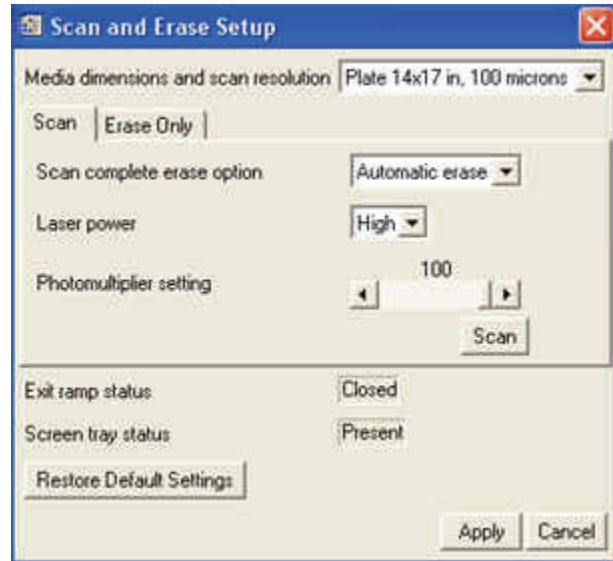 Scan and Erase Setup
Media dimensions and scan resolution Plate 14x17 in, 100 microns
Scan Erase Only
Scan complete erase option Automatic erase
Laser power High
100
Photomultiplier setting
Scan
Exit ramp status Closed
Screen tray status Present
Restore Default Settings
Apply Cancel